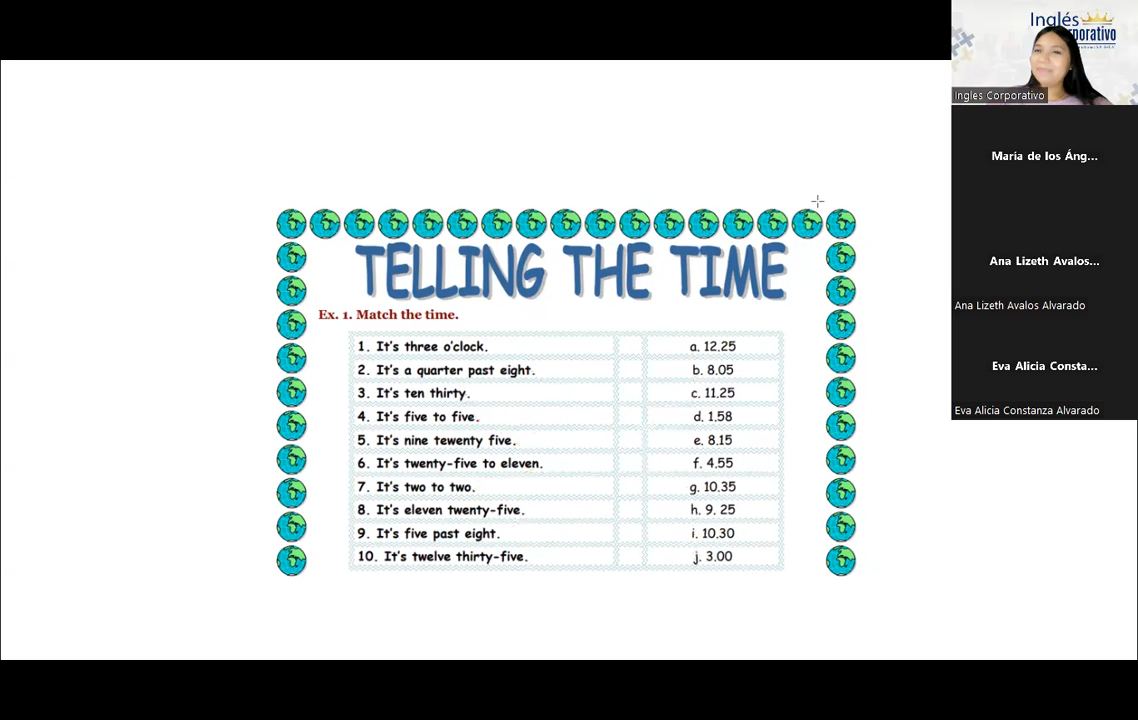 Inglés
Corporativo
Ingles Corporativo
Maria de los Áng...
Ana Lizeth Avalos...
Ana Lizeth Avalos Alvarado
Eva Alicia Consta...
Eva Alicia Constanza Alvarado
TELLING THE TIME
Ex. 1. Match the time.
1. It's three o'clock. a. 12.25
2. It's a quarter past eight. b. 8.05
3. It's ten thirty. c. 11.25
4. It's five to five. d. 1.58
5. It's nine tewenty five. e. 8.15
6. It's twenty-five to eleven. f. 4.55
7. It's two to two. g. 10.35
8. It's eleven twenty-five. h. 9. 25
9. It's five past eight. i. 10.30
10. It's twelve thirty-five. j. 3.00